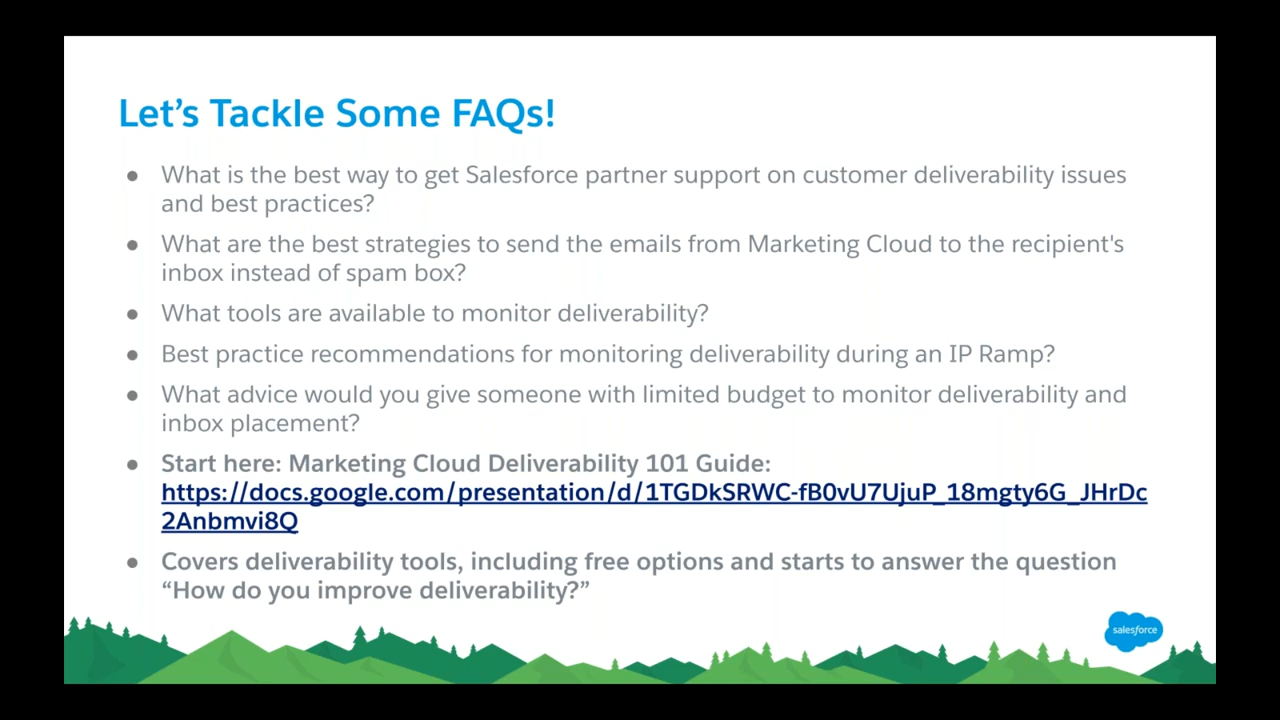 Let's Tackle Some FAQs!
● What is the best way to get Salesforce partner support on customer deliverability issues
and best practices?
● What are the best strategies to send the emails from Marketing Cloud to the recipient's
inbox instead of spam box?
● What tools are available to monitor deliverability?
● Best practice recommendations for monitoring deliverability during an IP Ramp?
● What advice would you give someone with limited budget to monitor deliverability and
inbox placement?
● Start here: Marketing Cloud Deliverability 101 Guide:
https://docs.google.com/presentation/d/1TGDkSRWC-fB0vU7UjuP_18mgty6G_JHrDc
2Anbmvi8Q
● Covers deliverability tools, including free options and starts to answer the question
“How do you improve deliverability?”
salesforce